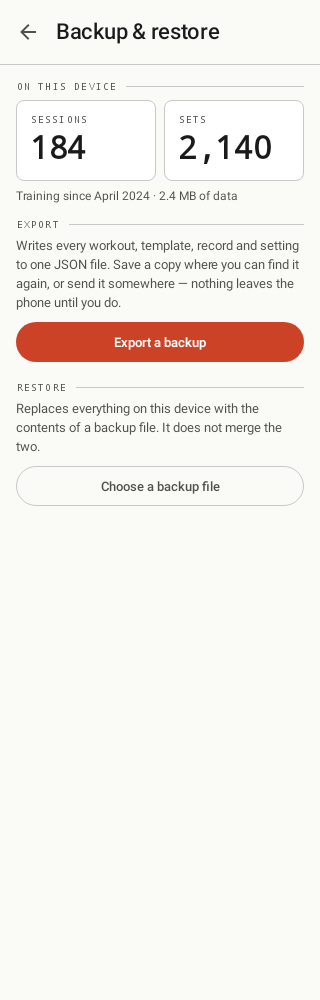 Backup & restore
ON THIS DEVICE
SESSIONS
184
SETS
2,140
Training since April 2024 · 2.4 MB of data
EXPORT
Writes every workout, template, record and setting
to one JSON file. Save a copy where you can find it
again, or send it somewhere — nothing leaves the
phone until you do.
Export a backup
RESTORE
Replaces everything on this device with the
contents of a backup file. It does not merge the
two.
Choose a backup file